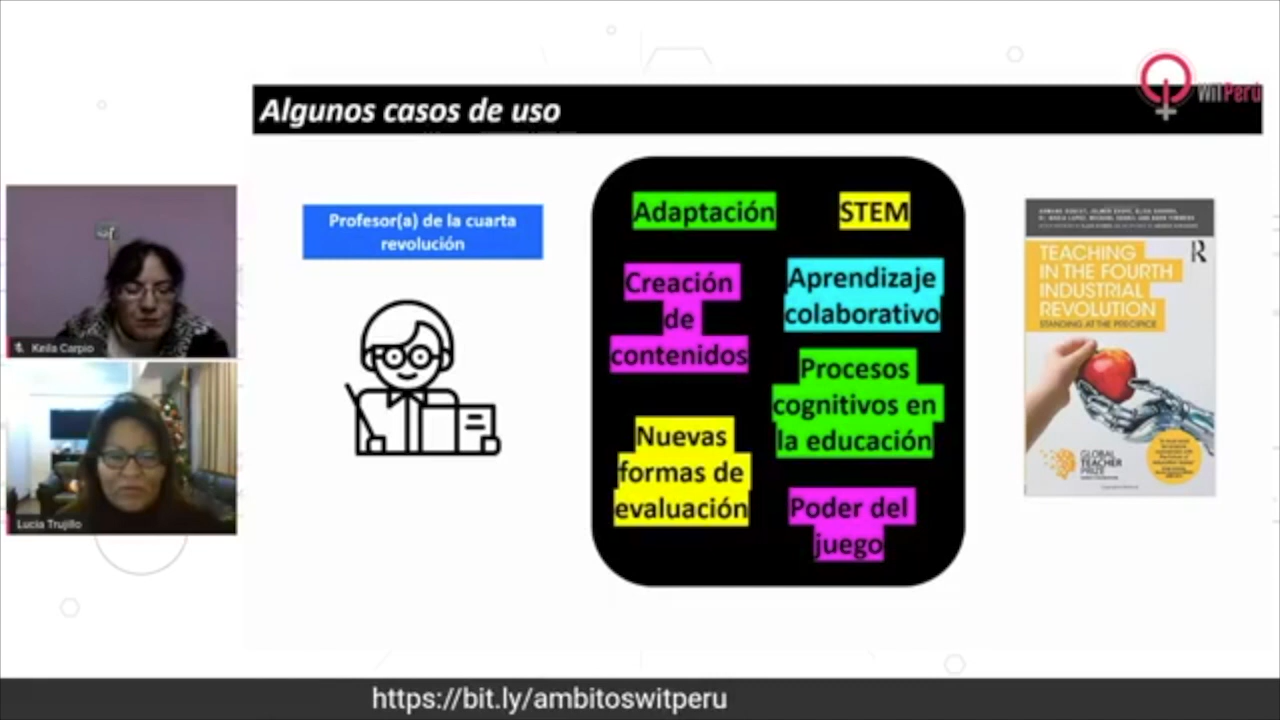 Algunos casos de uso
WitPerú
Profesor(a) de la cuarta
revolución
Adaptación
STEM
Creación
de
contenidos
Aprendizaje
colaborativo
Procesos
cognitivos en
la educación
Nuevas
formas de
evaluación
Poder del
juego
TEACHING
IN THE FOURTH
INDUSTRIAL
REVOLUTION
STANDING AT THE PRECIPICE
R
GLOBAL
TEACHER
PRIZE
Keila Carpio
Lucia Trujillo
https://bit.ly/ambitoswitperu